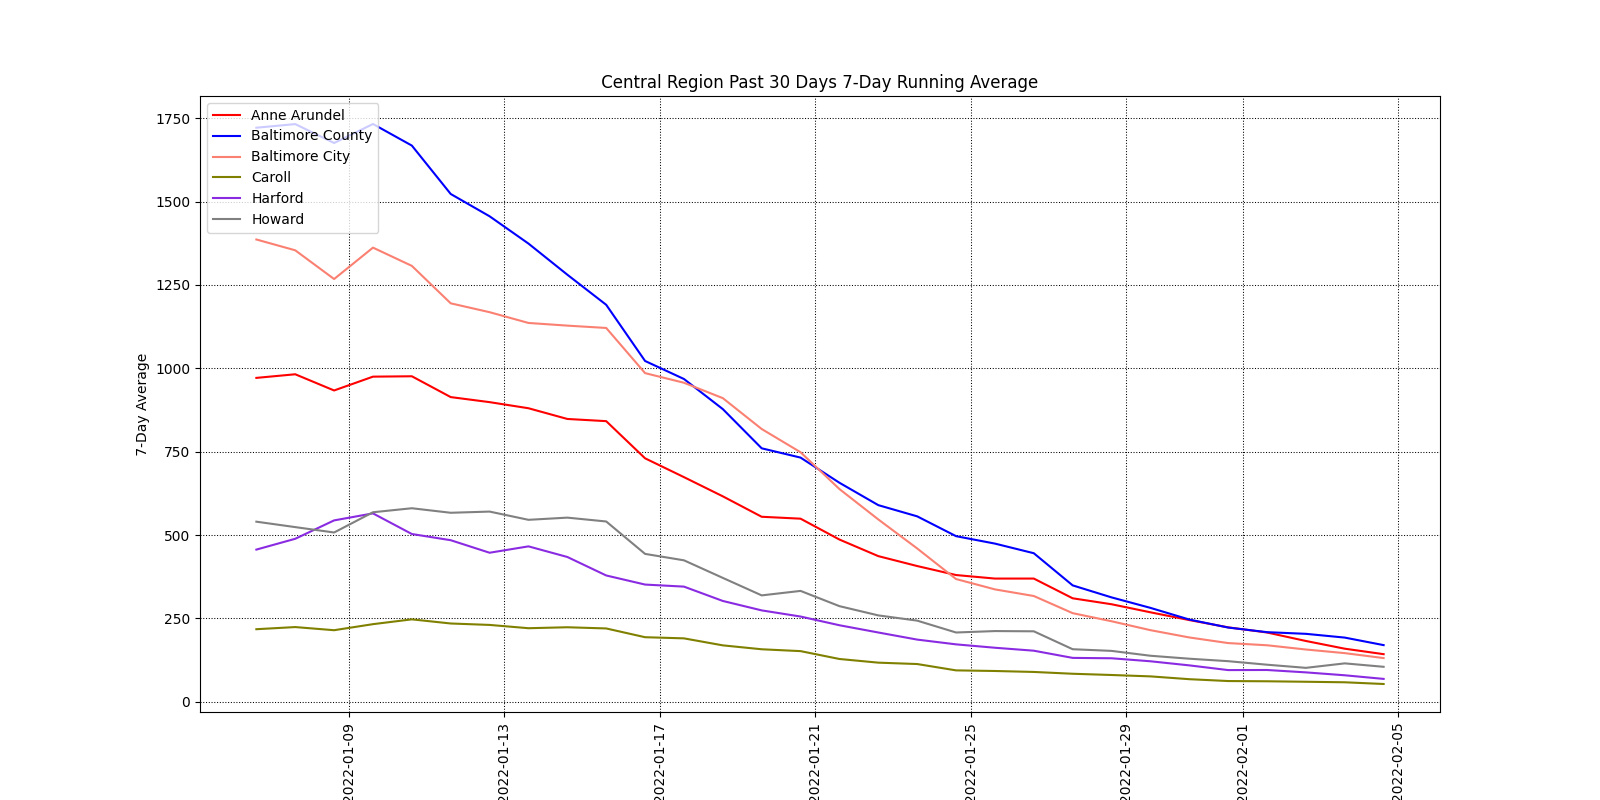 Central Region Past 30 Days 7-Day Running Average
Anne Arundel
Baltimore County
Baltimore City
Caroll
Harford
Howard
7-Day Average
1750
1500
1250
1000
750
500
250
0
2022-01-09
2022-01-13
2022-01-17
2022-01-21
2022-01-25
2022-01-29
2022-02-01
2022-02-05